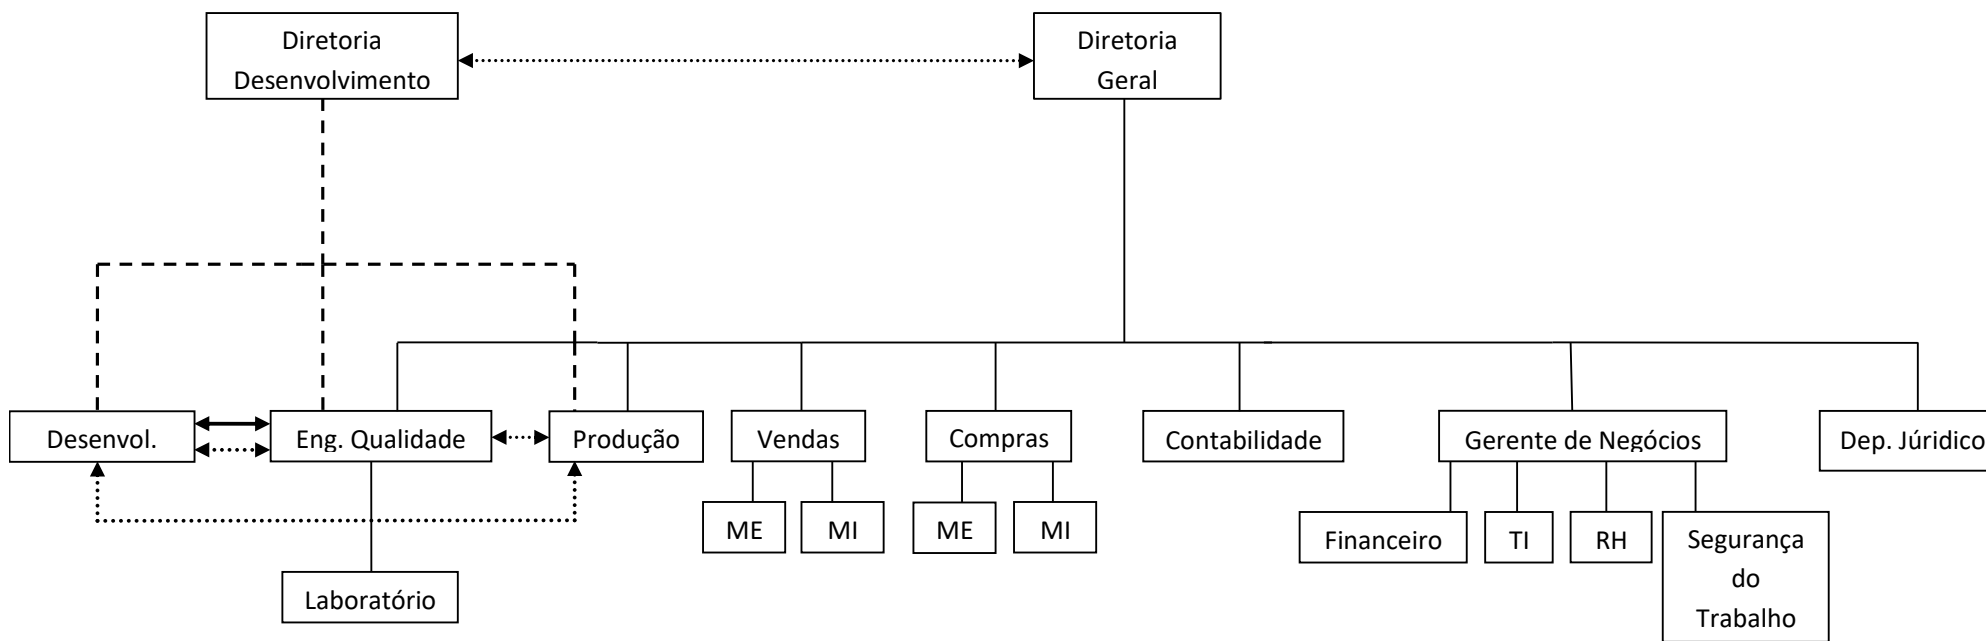 Diretoria
Desenvolvimento
Diretoria
Geral
Desenvol.
Eng. Qualidade
Produção
Vendas
Compras
Contabilidade
Gerente de Negócios
Dep. Júridico
ME
MI
ME
MI
Financeiro
TI
RH
Segurança
do
Trabalho
Laboratório